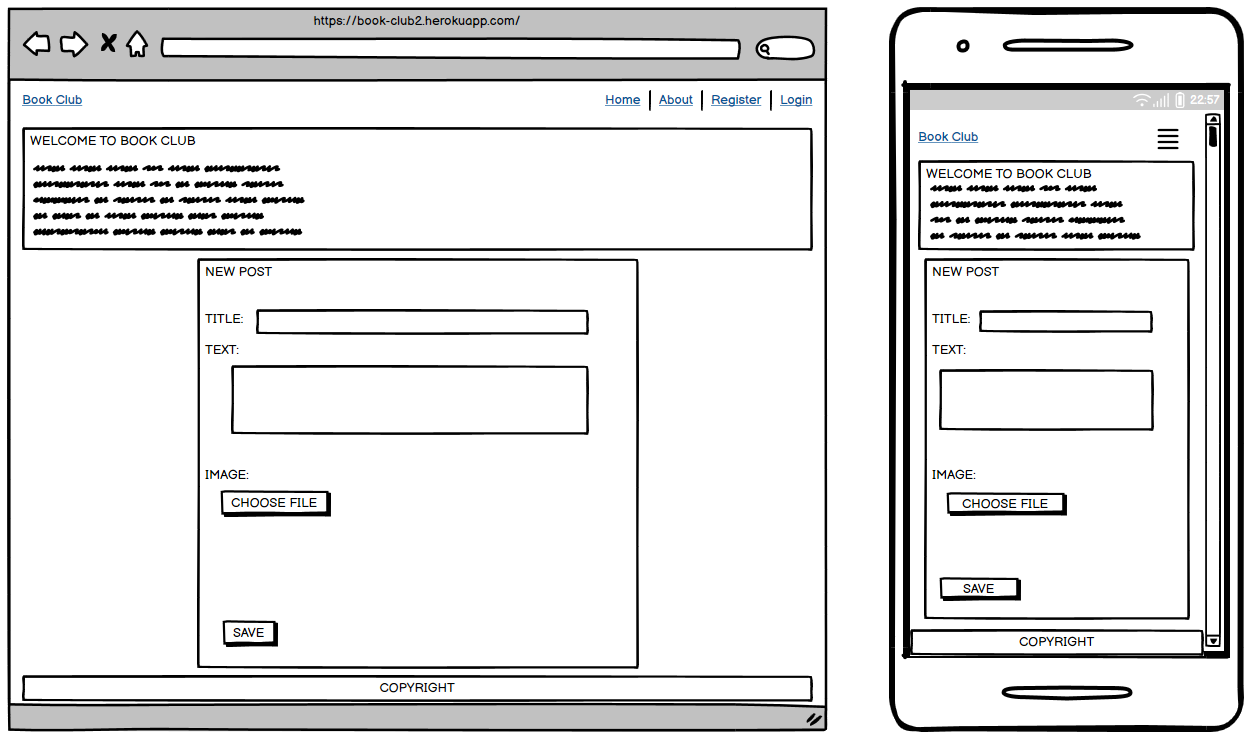 https://book-club2.herokuapp.com/
Book Club
Home | About | Register | Login
WELCOME TO BOOK CLUB
NEW POST
TITLE:
TEXT:
IMAGE:
CHOOSE FILE
SAVE
COPYRIGHT
22:57
Book Club
WELCOME TO BOOK CLUB
NEW POST
TITLE:
TEXT:
IMAGE:
CHOOSE FILE
SAVE
COPYRIGHT